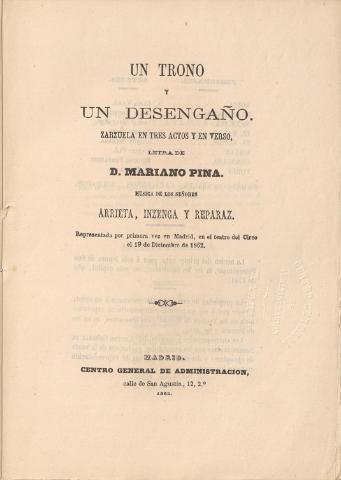 UN TRONO
Y
UN DESENGAÑO.
ZARZUELA EN TRES ACTOS Y EN VERSO,
LETRA DE
D. MARIANO PINA.
MÚSICA DE LOS SEÑORES
ARRIETA, INZENGA Y REPARAZ.
Representada por primera vez en Madrid, en el teatro del Circo
el 19 de Diciembre de 1862.
MADRID.
CENTRO GENERAL DE ADMINISTRACION,
calle de San Agustin, 12, 2.º